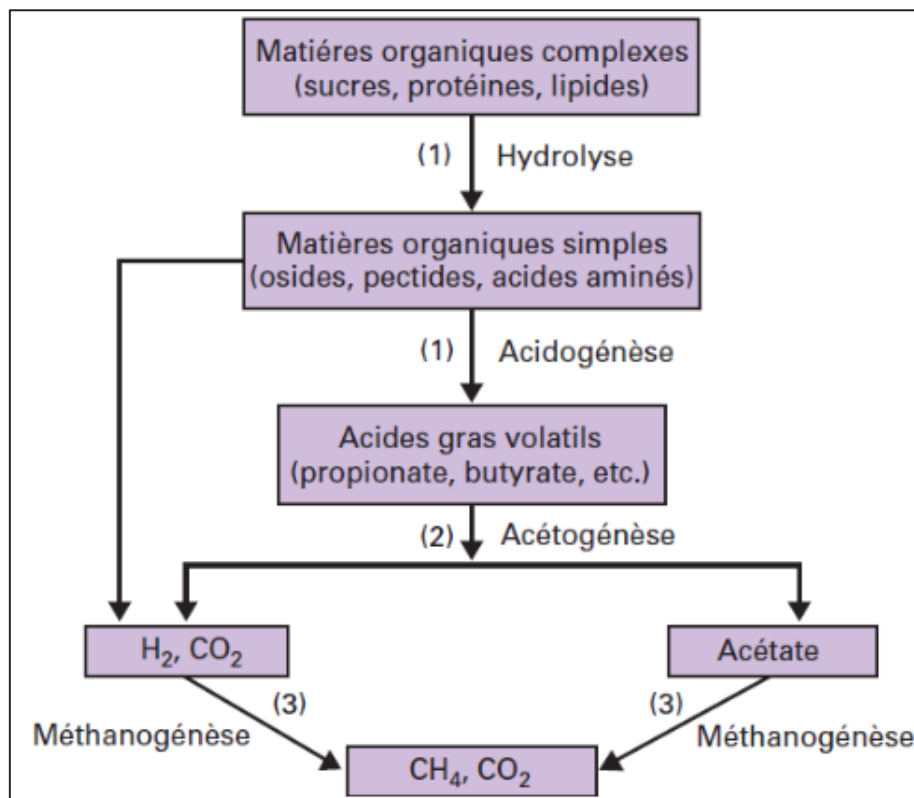 Matiéres organiques complexes
(sucres, protéines, lipides)
(1) Hydrolyse
Matières organiques simples
(osides, pectides, acides aminés)
(1) Acidogénèse
Acides gras volatils
(propionate, butyrate, etc.)
(2) Acétogénèse
H₂, CO₂
Acétate
(3)
(3)
Méthanogénèse
Méthanogénèse
CH₄, CO₂